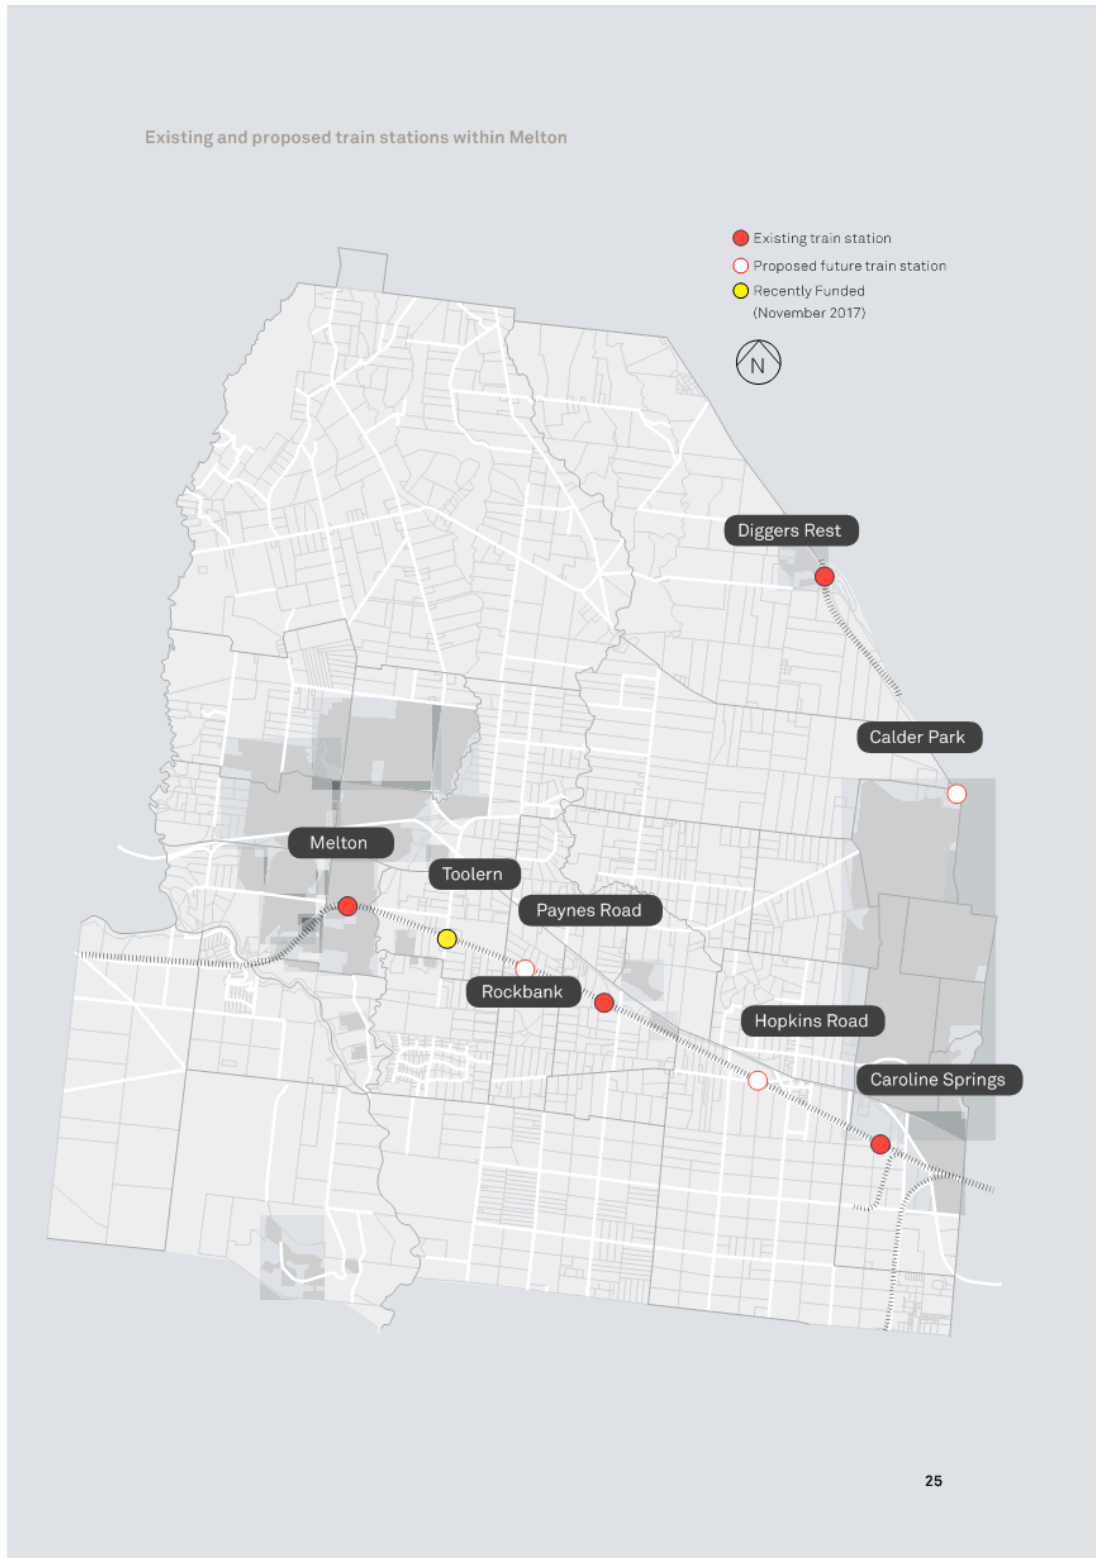 Existing and proposed train stations within Melton
Existing train station
Proposed future train station
Recently Funded
(November 2017)
N
Diggers Rest
Calder Park
Melton
Toolern
Paynes Road
Rockbank
Hopkins Road
Caroline Springs
25